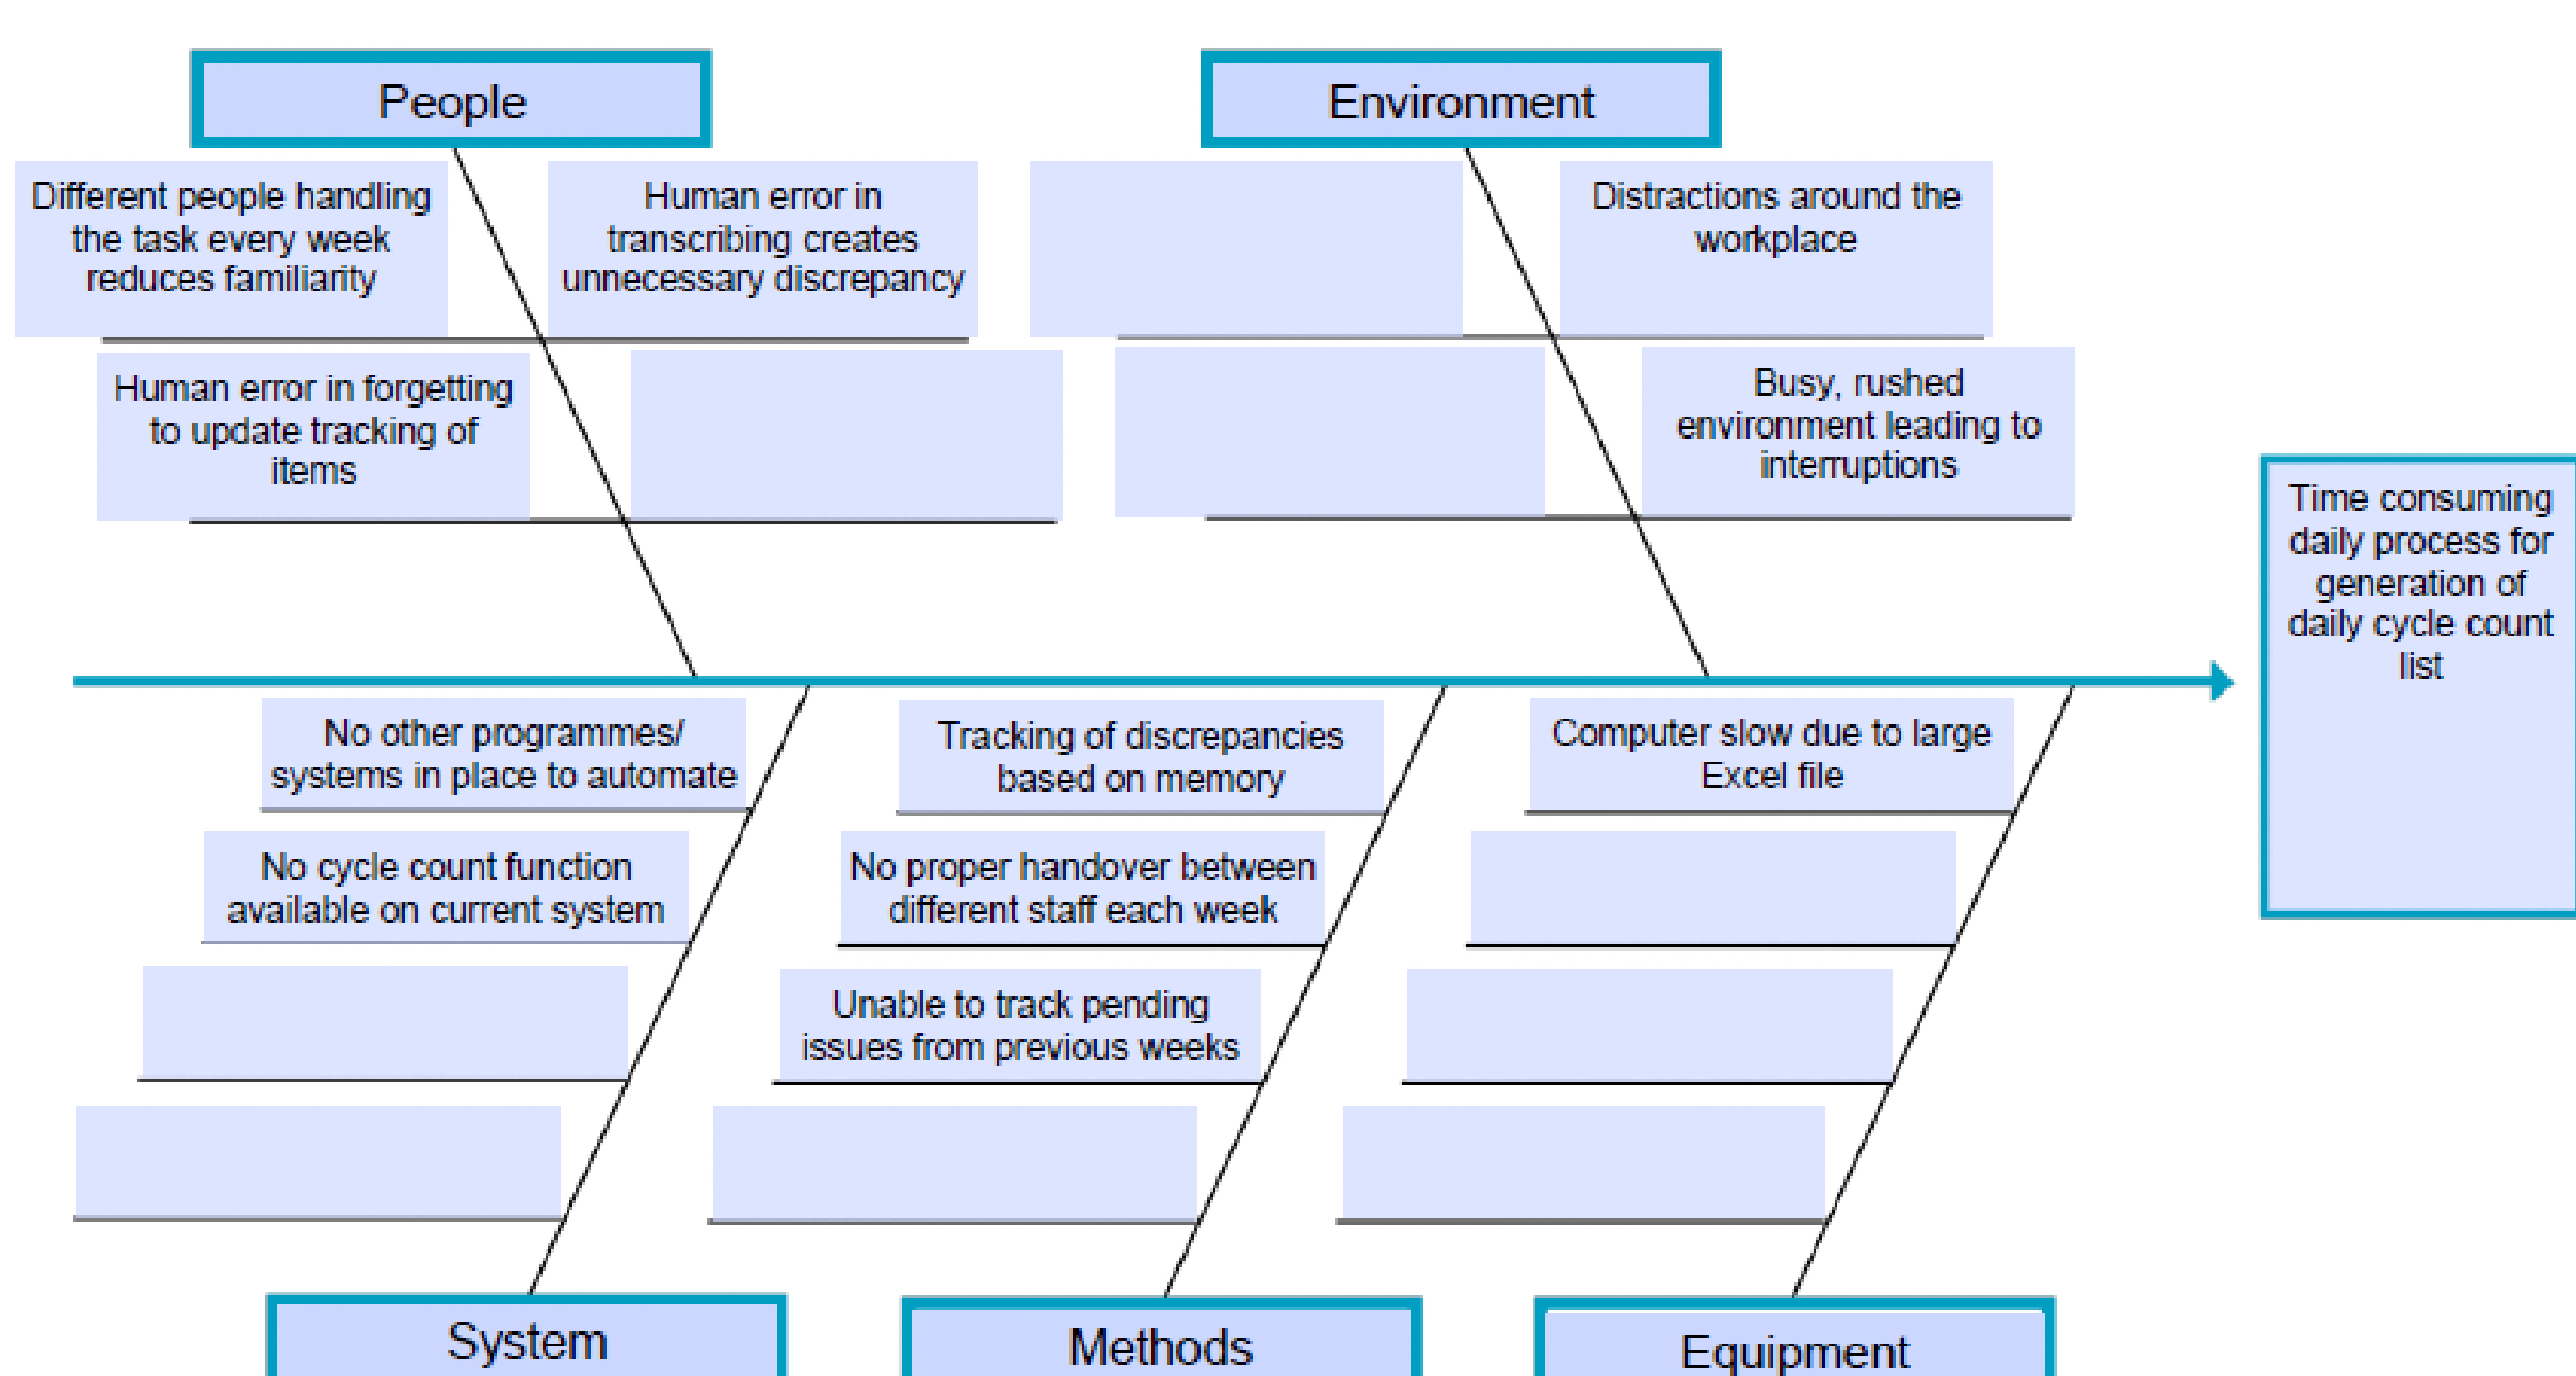 People
Different people handling
the task every week
reduces familiarity
Human error in
transcribing creates
unnecessary discrepancy
Human error in forgetting
to update tracking of
items
Environment
Distractions around the
workplace
Busy, rushed
environment leading to
interruptions
Time consuming
daily process for
generation of
daily cycle count
list
No other programmes/
systems in place to automate
No cycle count function
available on current system
System
Tracking of discrepancies
based on memory
No proper handover between
different staff each week
Unable to track pending
issues from previous weeks
Methods
Computer slow due to large
Excel file
Equipment